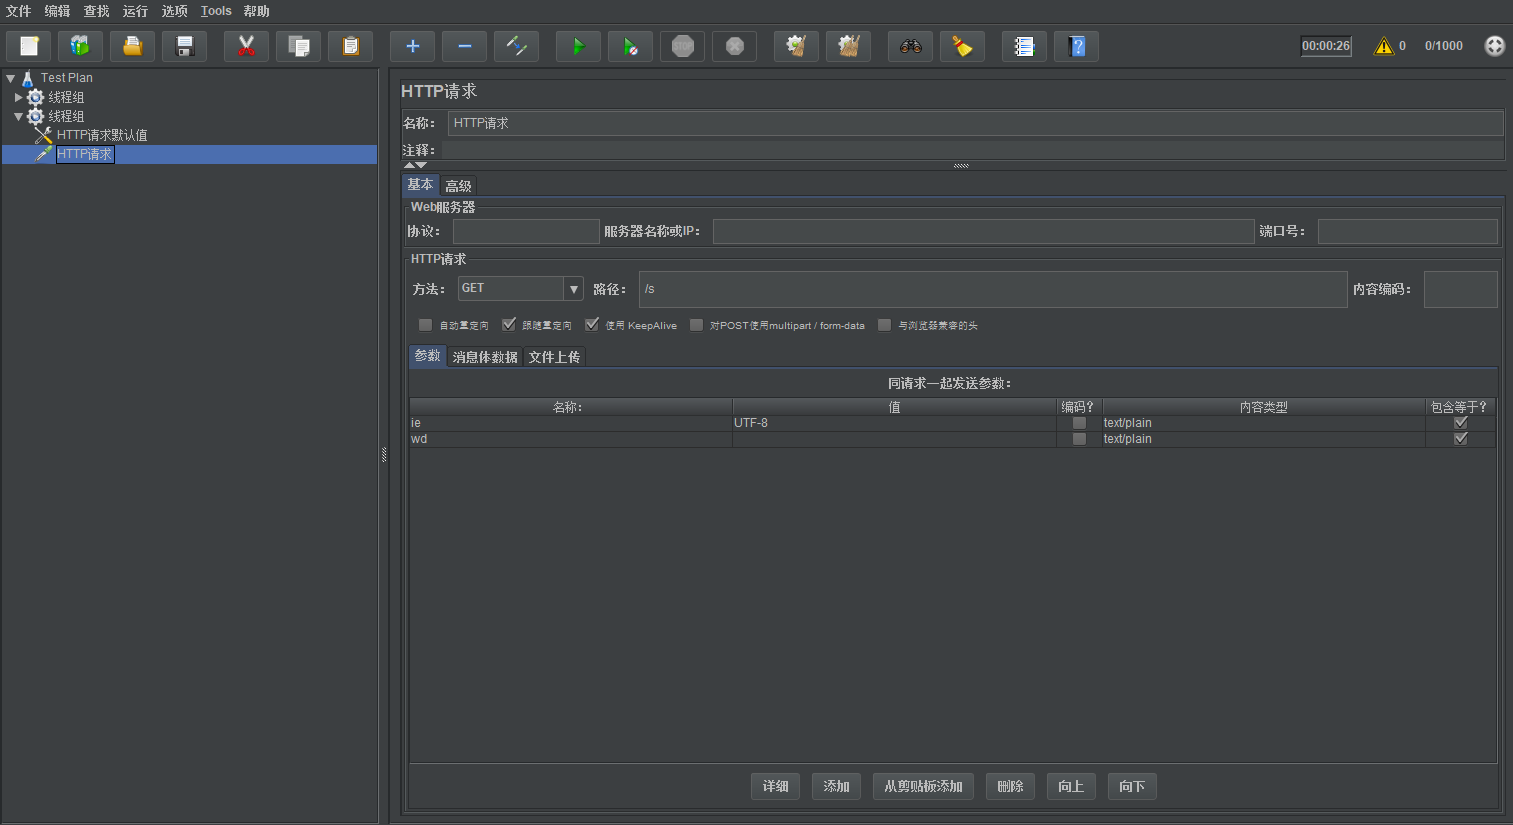 文件 编辑 查找 运行 选项 Tools 帮助
STOP 00:00:26 0 0/1000
Test Plan
线程组
线程组
HTTP请求默认值
HTTP请求
HTTP请求
名称： HTTP请求
注释：
基本 高级
Web服务器
协议： 服务器名称或IP： 端口号：
HTTP请求
方法： GET 路径： /s 内容编码：
自动重定向 跟随重定向 使用 KeepAlive 对POST使用multipart / form-data 与浏览器兼容的头
参数 消息体数据 文件上传
同请求一起发送参数：
名称： 值 编码? 内容类型 包含等于?
ie UTF-8 text/plain
wd text/plain
详细 添加 从剪贴板添加 删除 向上 向下